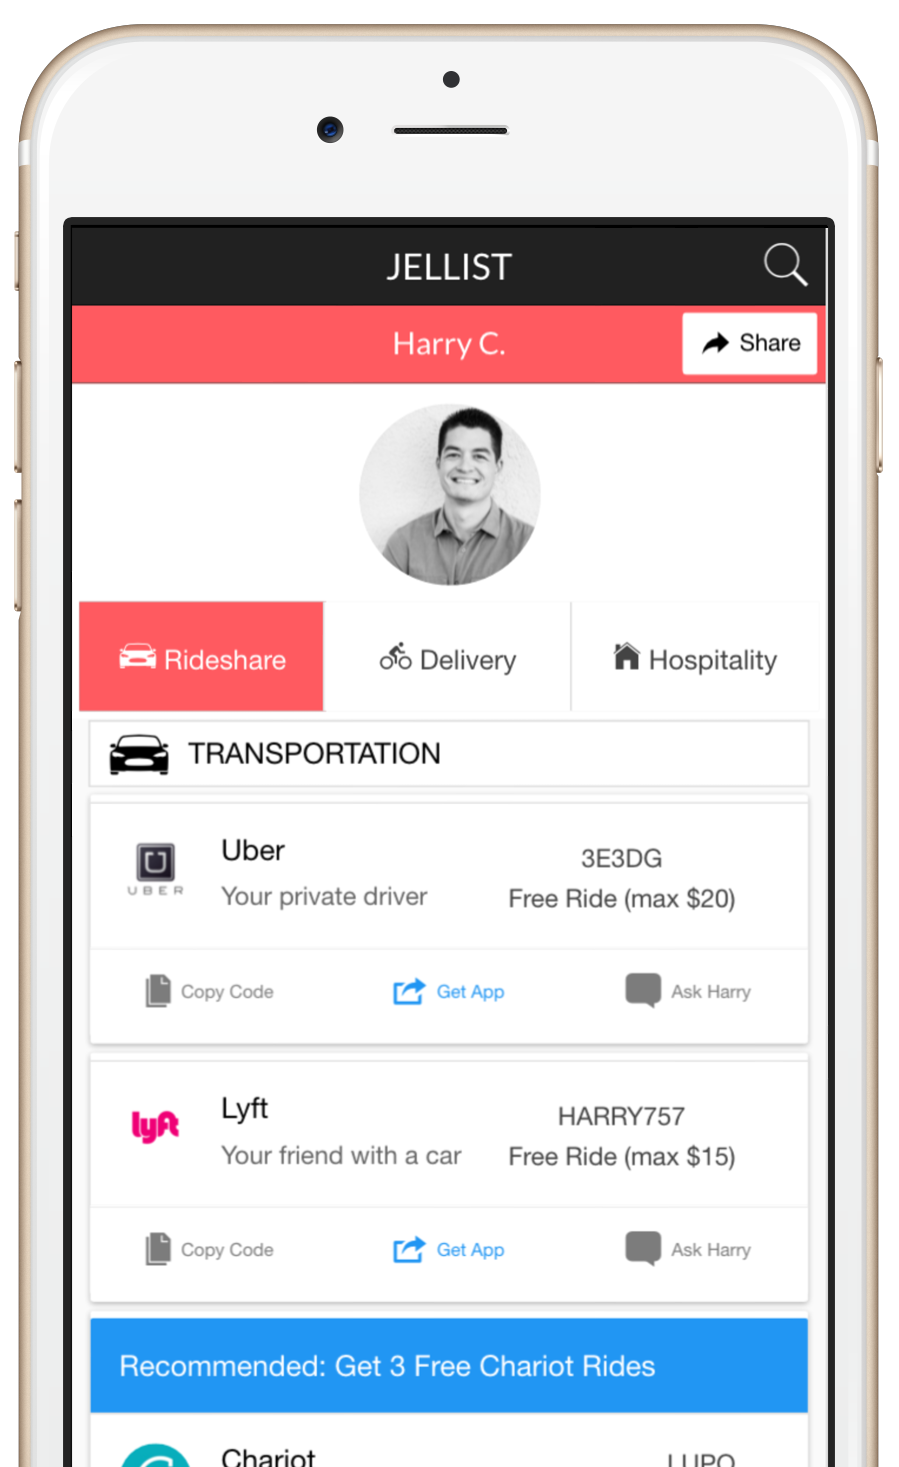 JELLIST
Harry C.
Share
Rideshare
Delivery
Hospitality
TRANSPORTATION
UBER
Uber
3E3DG
Your private driver
Free Ride (max $20)
Copy Code
Get App
Ask Harry
lyft
Lyft
HARRY757
Your friend with a car
Free Ride (max $15)
Copy Code
Get App
Ask Harry
Recommended: Get 3 Free Chariot Rides
Chariot